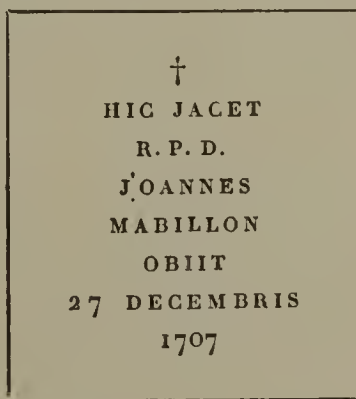 †
HIC JACET
R. P. D.
JOANNES
MABILLON
OBIIT
27 DECEMBRIS
1707